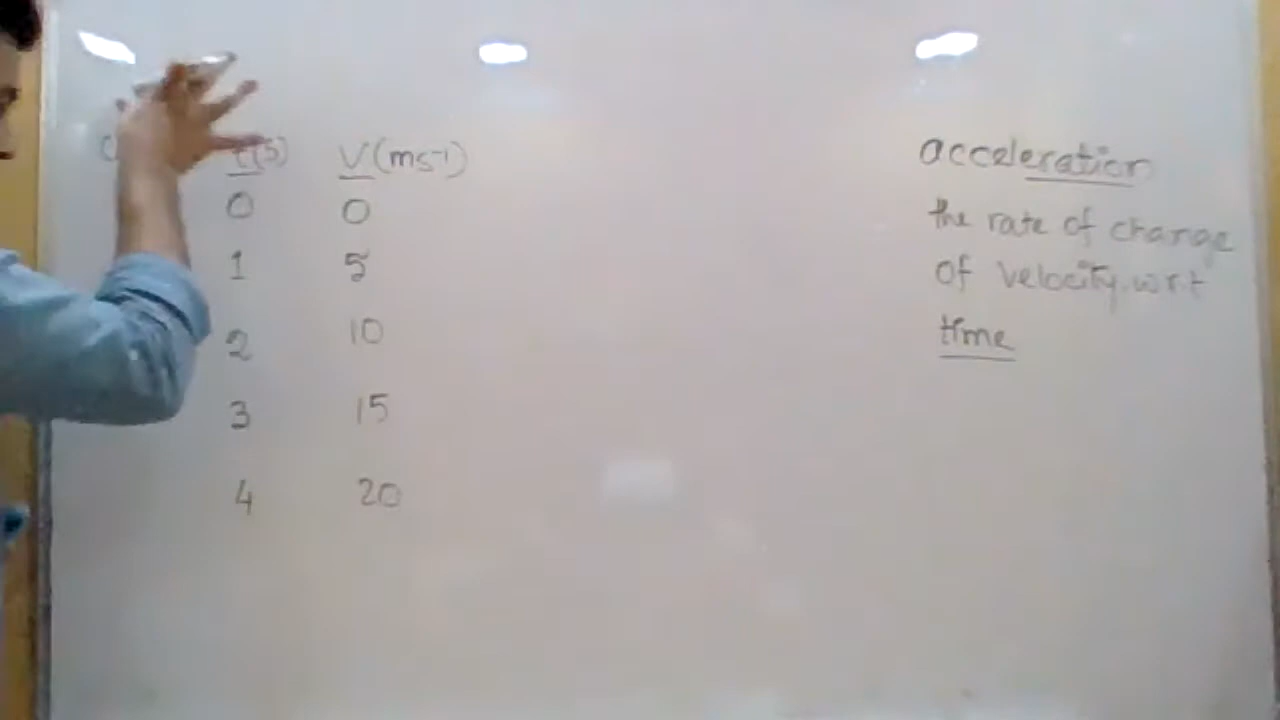 t(s) V(ms-1)
0 0
1 5
2 10
3 15
4 20
acceleration
the rate of change
of velocity.w.r.t
time